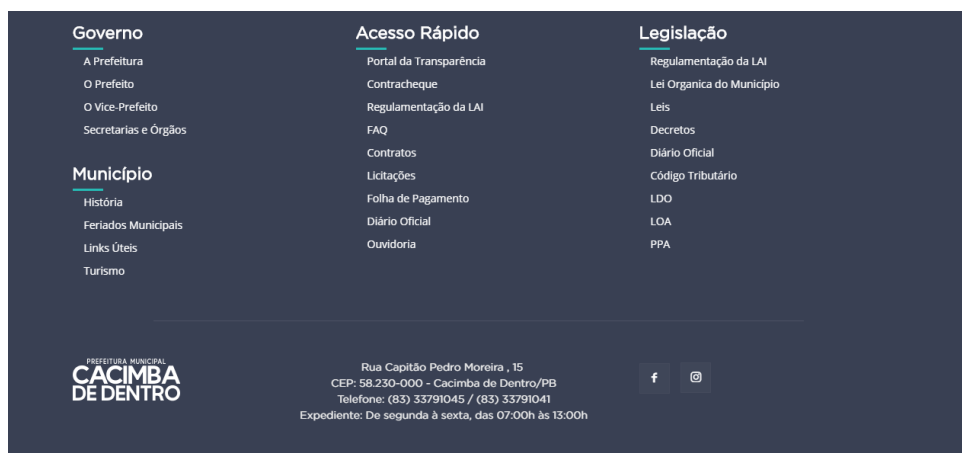 Governo
A Prefeitura
O Prefeito
O Vice-Prefeito
Secretarias e Órgãos
Município
História
Feriados Municipais
Links Úteis
Turismo
Acesso Rápido
Portal da Transparência
Contracheque
Regulamentação da LAI
FAQ
Contratos
Licitações
Folha de Pagamento
Diário Oficial
Ouvidoria
Legislação
Regulamentação da LAI
Lei Organica do Município
Leis
Decretos
Diário Oficial
Código Tributário
LDO
LOA
PPA
PREFEITURA MUNICIPAL
CACIMBA
DE DENTRO
Rua Capitão Pedro Moreira , 15
CEP: 58.230-000 - Cacimba de Dentro/PB
Telefone: (83) 33791045 / (83) 33791041
Expediente: De segunda à sexta, das 07:00h às 13:00h